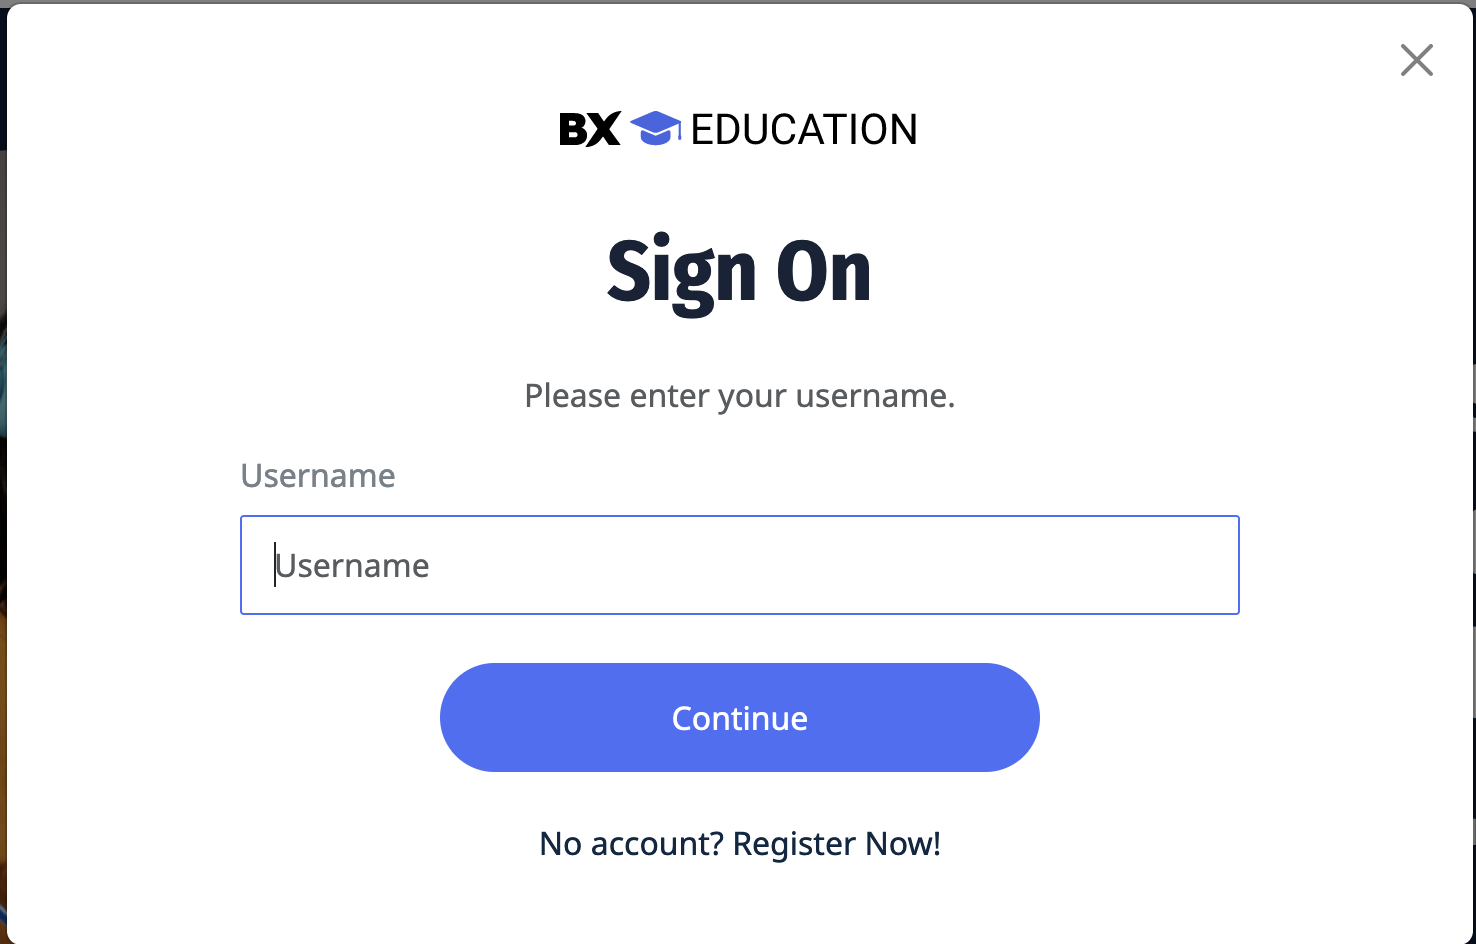 BX EDUCATION
Sign On
Please enter your username.
Username
Username
Continue
No account? Register Now!